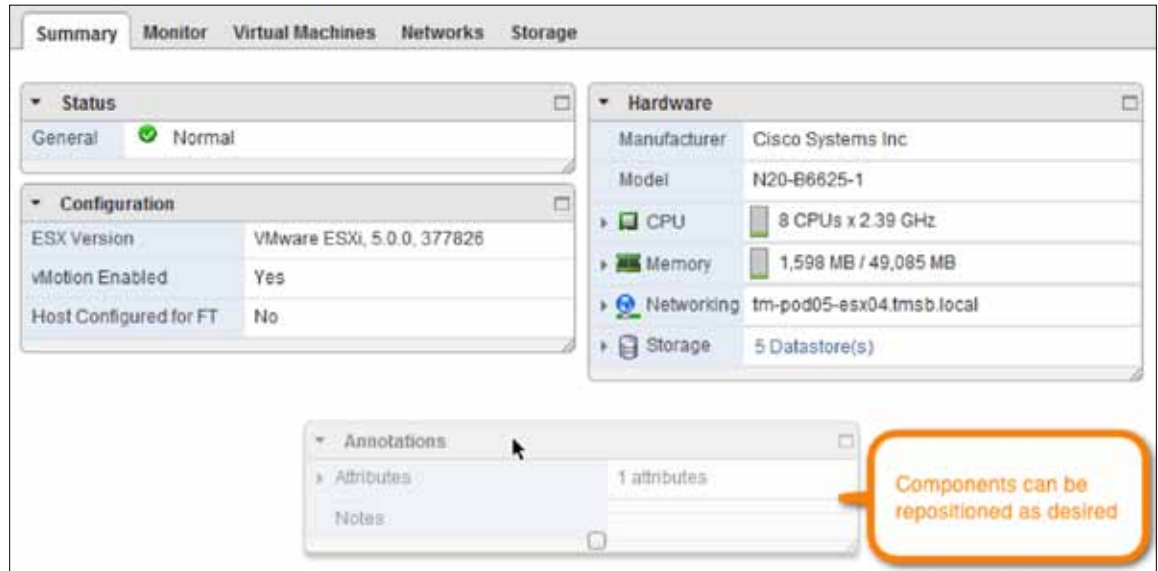 Summary Monitor Virtual Machines Networks Storage
Status
General Normal
Configuration
ESX Version VMware ESXi, 5.0.0, 377826
vMotion Enabled Yes
Host Configured for FT No
Hardware
Manufacturer Cisco Systems Inc
Model N20-B6625-1
CPU 8 CPUs x 2.39 GHz
Memory 1,598 MB / 49,085 MB
Networking tm-pod05-esx04.tmsb.local
Storage 5 Datastore(s)
Annotations
Attributes 1 attributes
Notes
Components can be
repositioned as desired